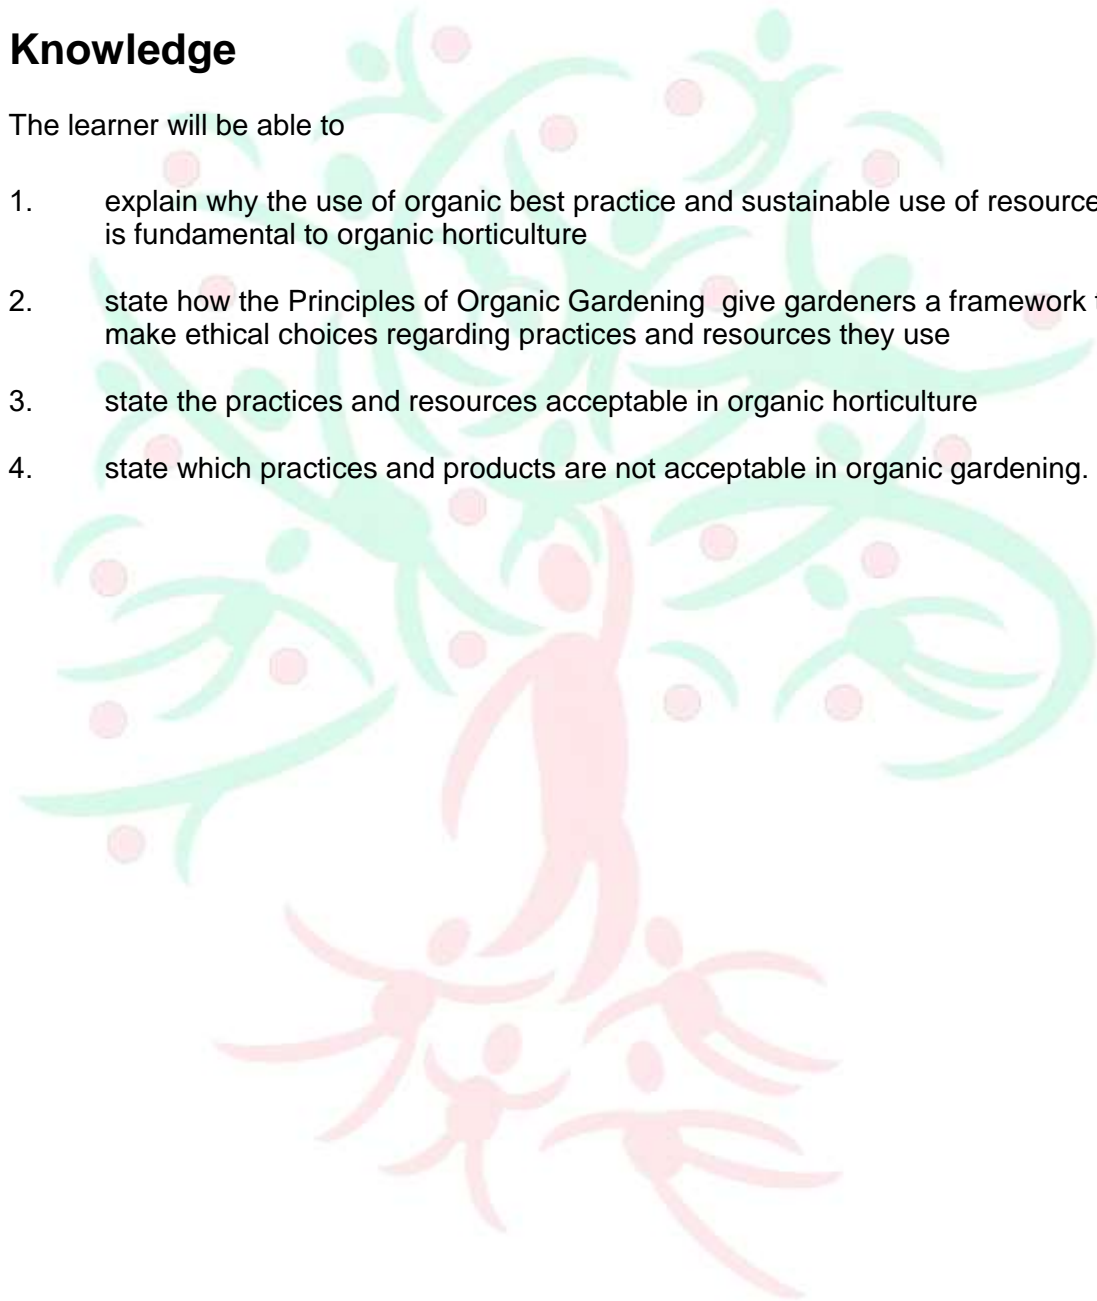 Knowledge
The learner will be able to
1. explain why the use of organic best practice and sustainable use of resource
is fundamental to organic horticulture
2. state how the Principles of Organic Gardening give gardeners a framework
make ethical choices regarding practices and resources they use
3. state the practices and resources acceptable in organic horticulture
4. state which practices and products are not acceptable in organic gardening.